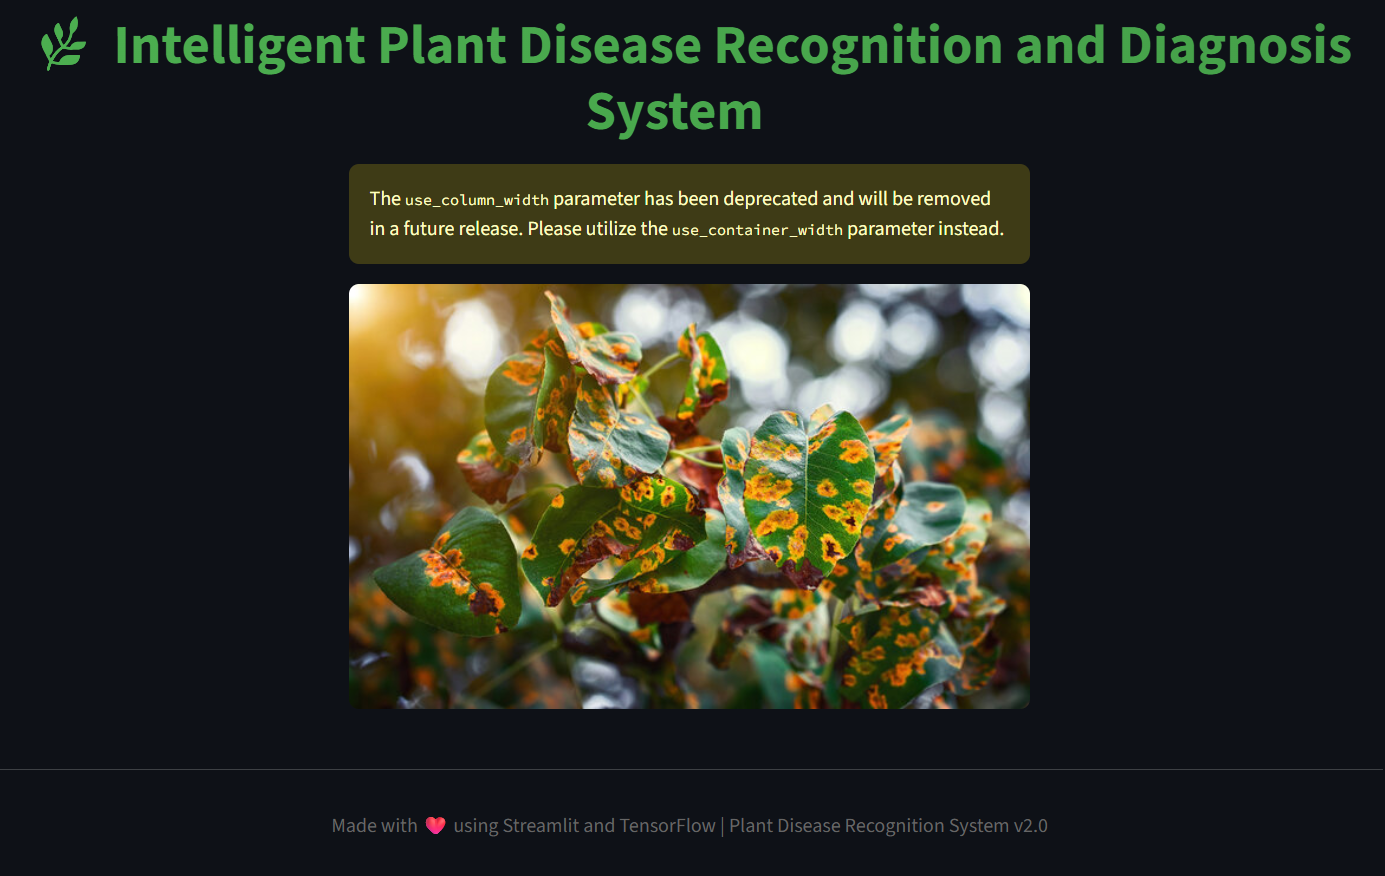 Intelligent Plant Disease Recognition and Diagnosis
System
The use_column_width parameter has been deprecated and will be removed
in a future release. Please utilize the use_container_width parameter instead.
Made with ❤️ using Streamlit and TensorFlow | Plant Disease Recognition System v2.0